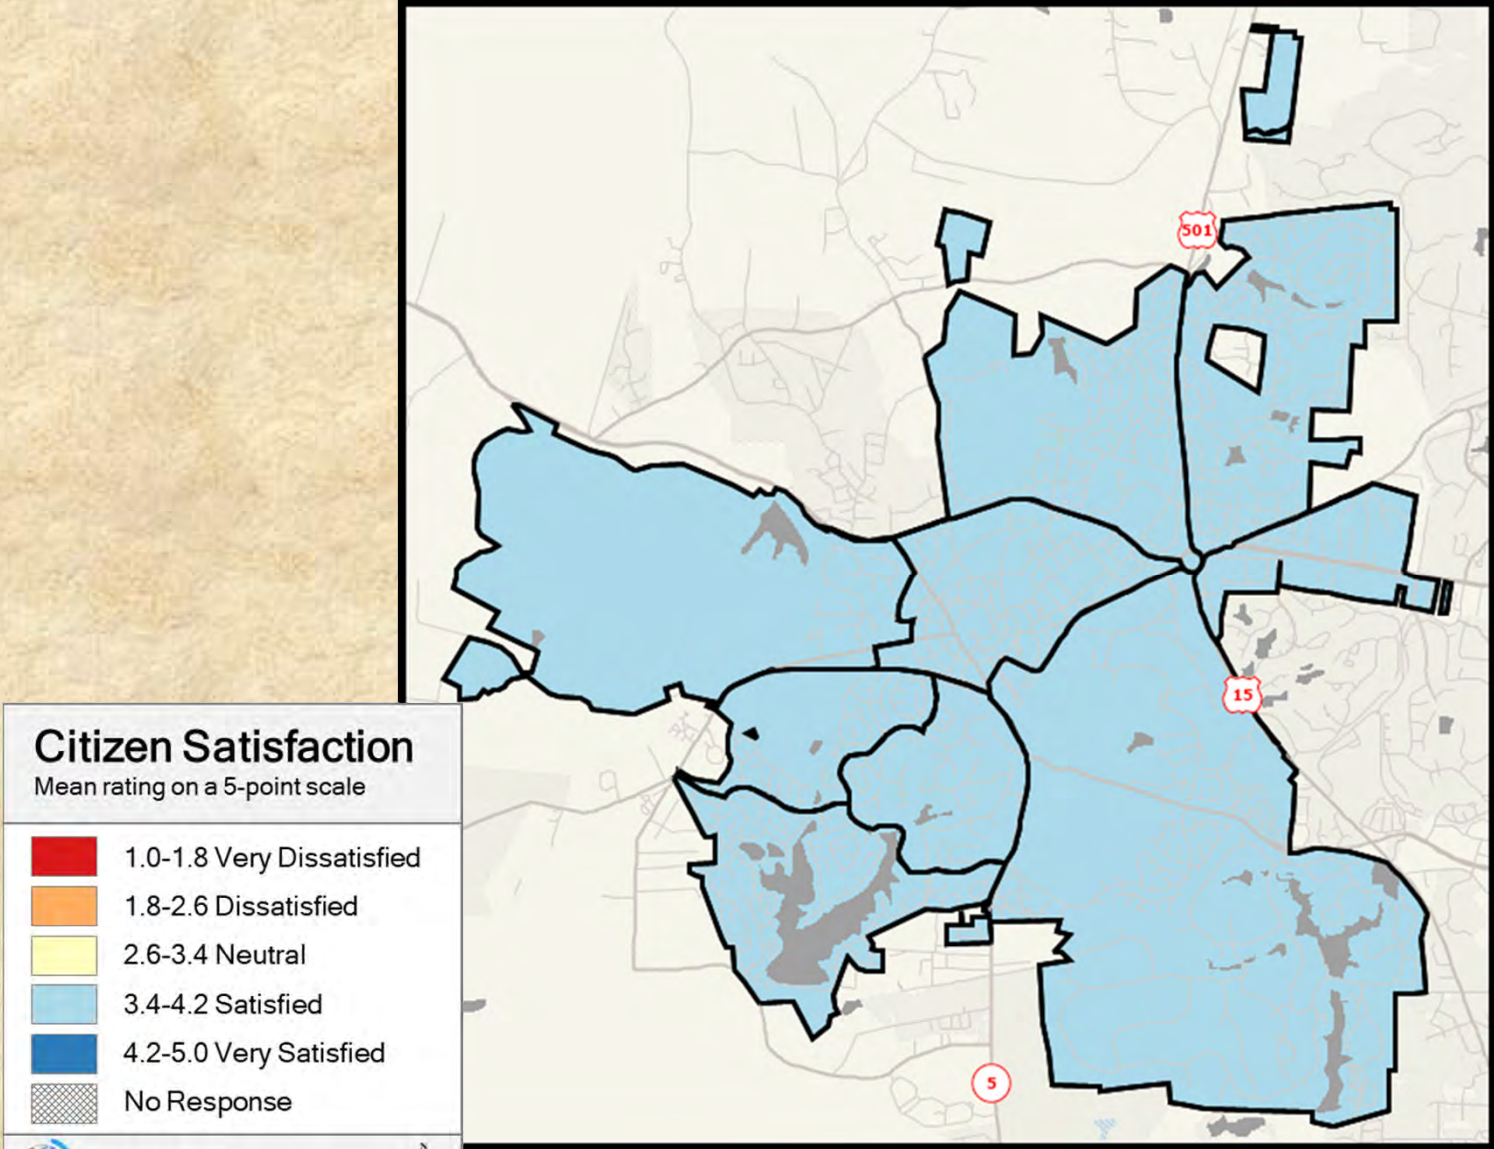 501
15
5
Citizen Satisfaction
Mean rating on a 5-point scale
1.0-1.8 Very Dissatisfied
1.8-2.6 Dissatisfied
2.6-3.4 Neutral
3.4-4.2 Satisfied
4.2-5.0 Very Satisfied
No Response